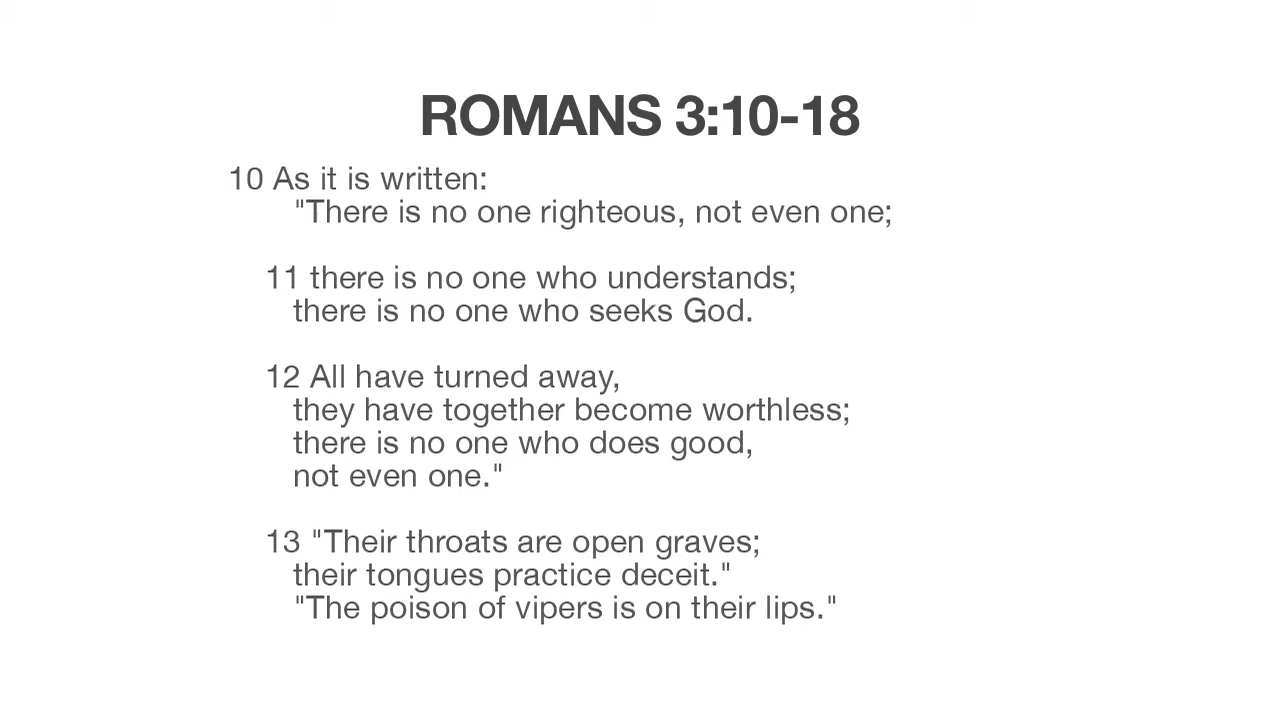 ROMANS 3:10-18
10 As it is written:
"There is no one righteous, not even one;
11 there is no one who understands;
there is no one who seeks God.
12 All have turned away,
they have together become worthless;
there is no one who does good,
not even one."
13 "Their throats are open graves;
their tongues practice deceit."
"The poison of vipers is on their lips."